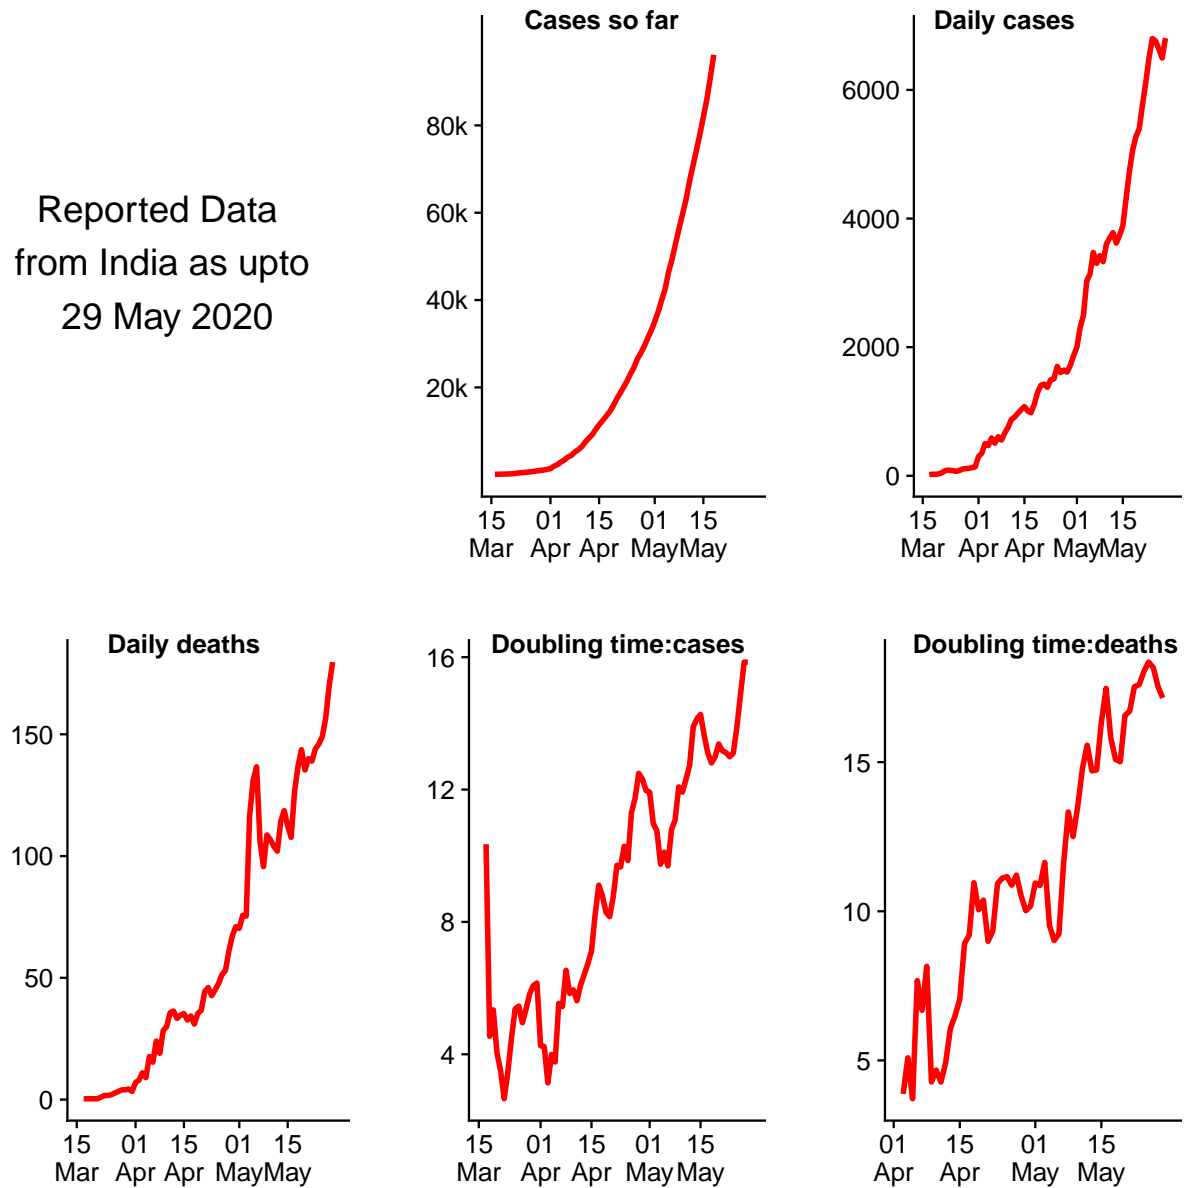 Reported Data
from India as upto
29 May 2020
Cases so far
80k
60k
40k
20k
15 01 15 01 15
Mar Apr Apr May May
Daily cases
6000
4000
2000
0
15 01 15 01 15
Mar Apr Apr May May
Daily deaths
150
100
50
0
15 01 15 01 15
Mar Apr Apr May May
Doubling time:cases
16
12
8
4
15 01 15 01 15
Mar Apr Apr May May
Doubling time:deaths
15
10
5
01 15 01 15
Apr Apr May May